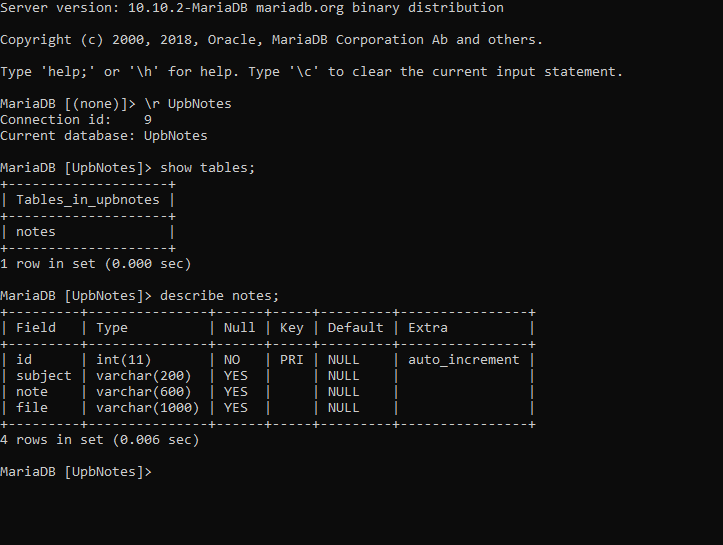 Server version: 10.10.2-MariaDB mariadb.org binary distribution
Copyright (c) 2000, 2018, Oracle, MariaDB Corporation Ab and others.
Type 'help;' or '\h' for help. Type '\c' to clear the current input statement.
MariaDB [(none)]> \r UpbNotes
Connection id:    9
Current database: UpbNotes
MariaDB [UpbNotes]> show tables;
+--------------------+
| Tables_in_upbnotes |
+--------------------+
| notes              |
+--------------------+
1 row in set (0.000 sec)
MariaDB [UpbNotes]> describe notes;
+---------+---------------+------+-----+---------+----------------+
| Field   | Type          | Null | Key | Default | Extra          |
+---------+---------------+------+-----+---------+----------------+
| id      | int(11)       | NO   | PRI | NULL    | auto_increment |
| subject | varchar(200)  | YES  |     | NULL    |                |
| note    | varchar(600)  | YES  |     | NULL    |                |
| file    | varchar(1000) | YES  |     | NULL    |                |
+---------+---------------+------+-----+---------+----------------+
4 rows in set (0.006 sec)
MariaDB [UpbNotes]>